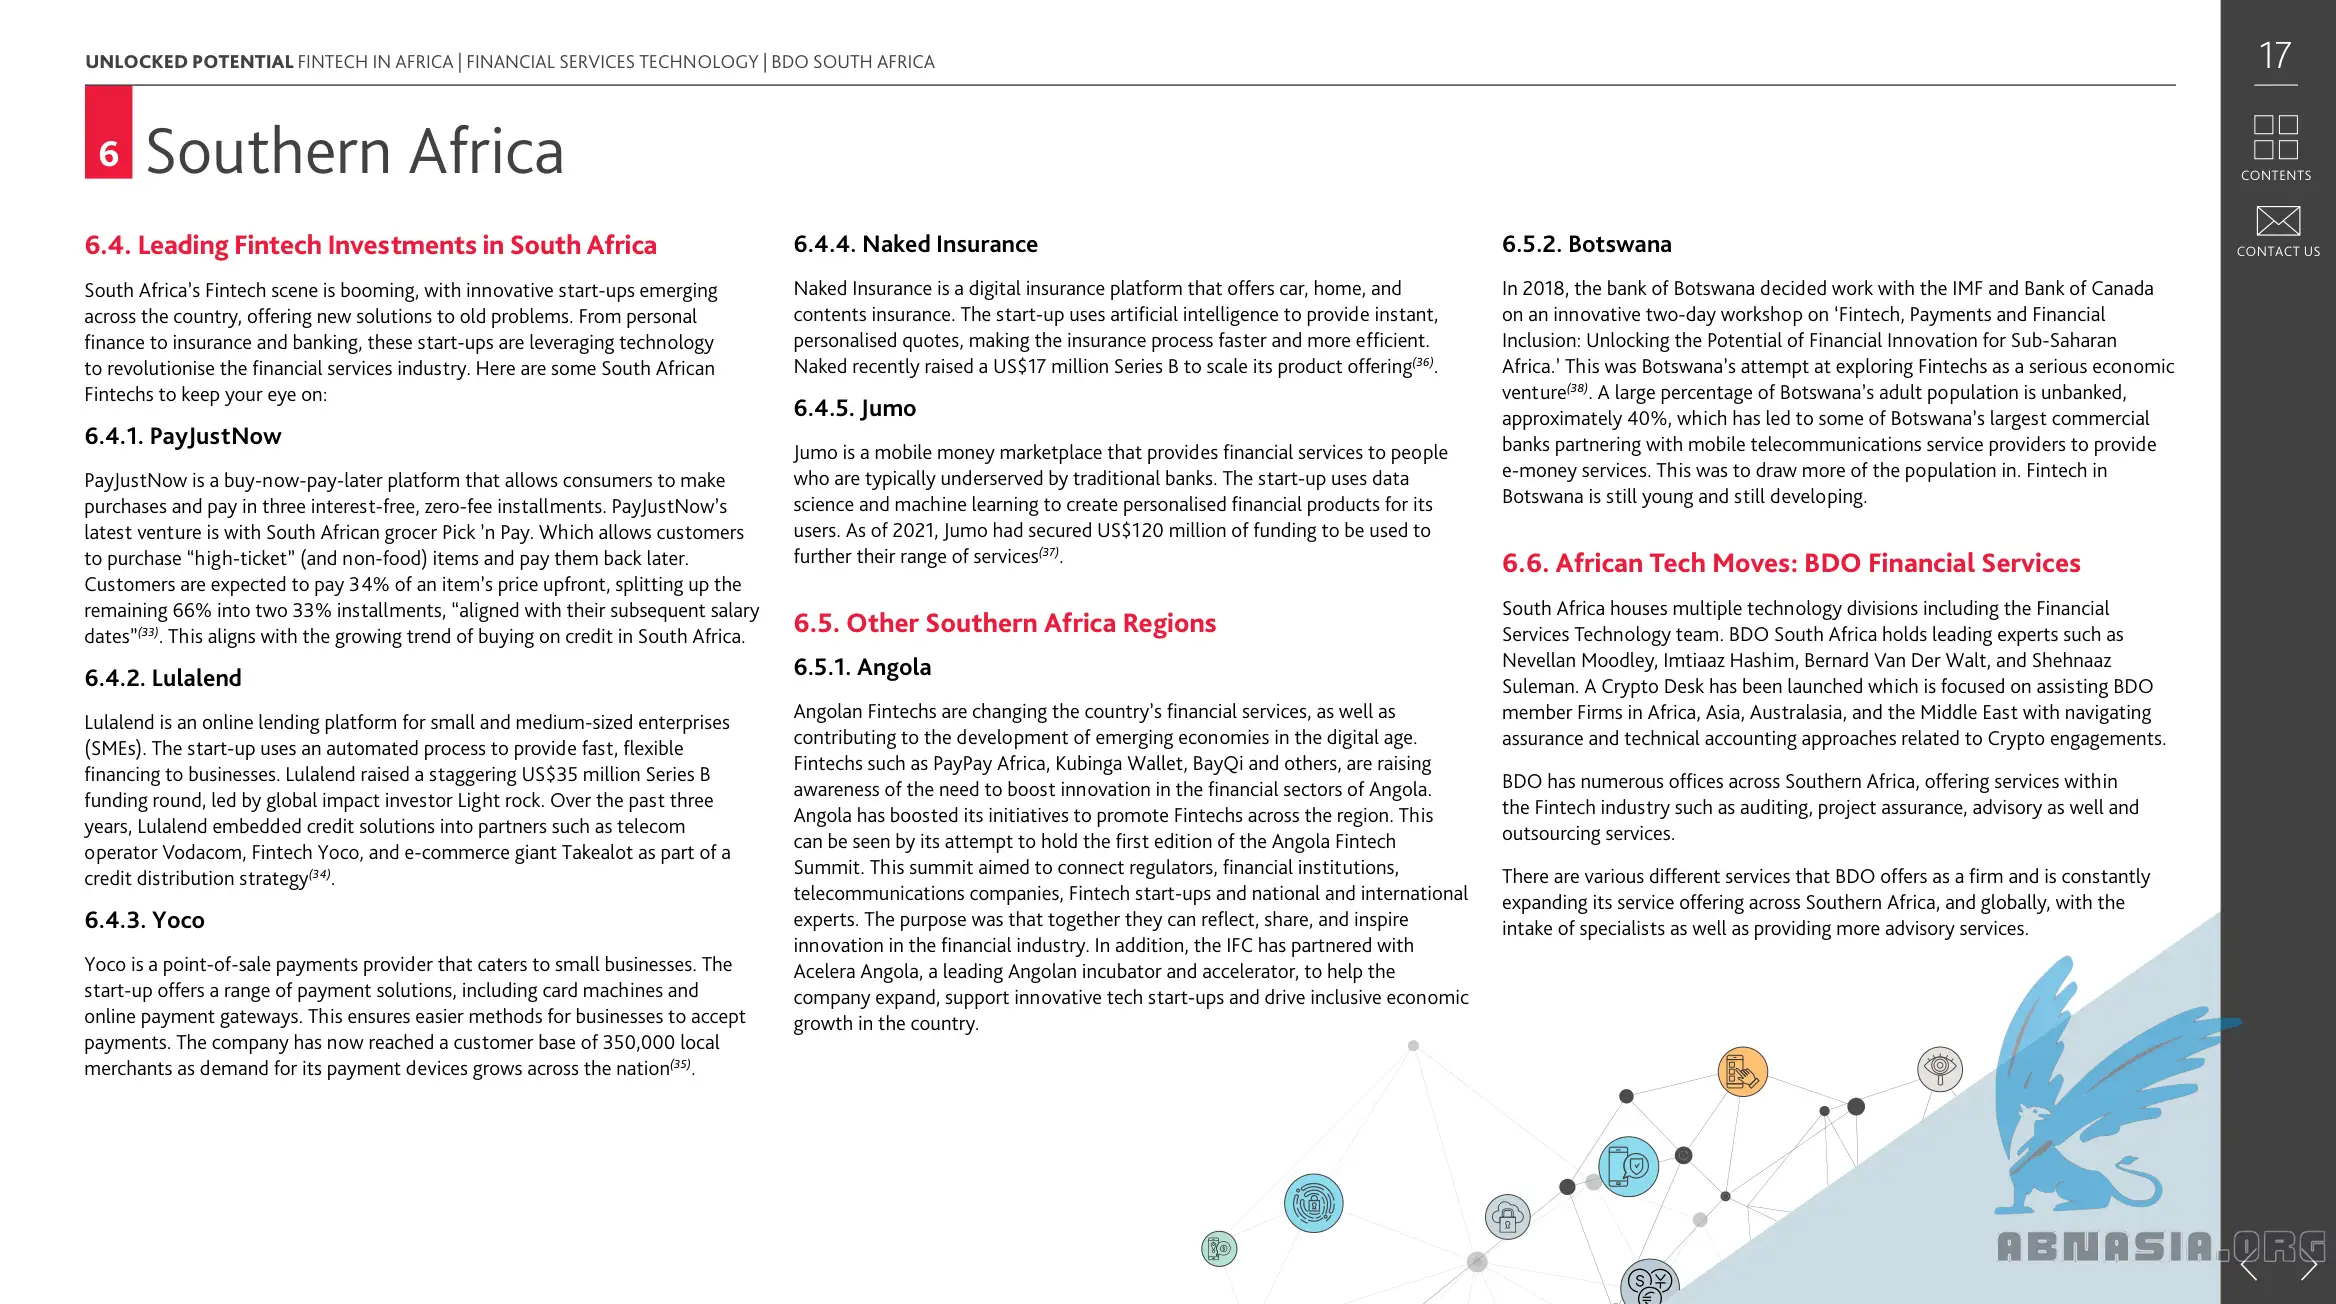 UNLOCKED POTENTIAL FINTECH IN AFRICA | FINANCIAL SERVICES TECHNOLOGY | BDO SOUTH AFRICA
17
CONTENTS
CONTACT US
6 Southern Africa
6.4. Leading Fintech Investments in South Africa
South Africa's Fintech scene is booming, with innovative start-ups emerging
across the country, offering new solutions to old problems. From personal
finance to insurance and banking, these start-ups are leveraging technology
to revolutionise the financial services industry. Here are some South African
Fintechs to keep your eye on:
6.4.1. PayJustNow
PayJustNow is a buy-now-pay-later platform that allows consumers to make
purchases and pay in three interest-free, zero-fee installments. PayJustNow's
latest venture is with South African grocer Pick 'n Pay. Which allows customers
to purchase “high-ticket” (and non-food) items and pay them back later.
Customers are expected to pay 34% of an item's price upfront, splitting up the
remaining 66% into two 33% installments, “aligned with their subsequent salary
dates”(33). This aligns with the growing trend of buying on credit in South Africa.
6.4.2. Lulalend
Lulalend is an online lending platform for small and medium-sized enterprises
(SMEs). The start-up uses an automated process to provide fast, flexible
financing to businesses. Lulalend raised a staggering US$35 million Series B
funding round, led by global impact investor Light rock. Over the past three
years, Lulalend embedded credit solutions into partners such as telecom
operator Vodacom, Fintech Yoco, and e-commerce giant Takealot as part of a
credit distribution strategy(34).
6.4.3. Yoco
Yoco is a point-of-sale payments provider that caters to small businesses. The
start-up offers a range of payment solutions, including card machines and
online payment gateways. This ensures easier methods for businesses to accept
payments. The company has now reached a customer base of 350,000 local
merchants as demand for its payment devices grows across the nation(35).
6.4.4. Naked Insurance
Naked Insurance is a digital insurance platform that offers car, home, and
contents insurance. The start-up uses artificial intelligence to provide instant,
personalised quotes, making the insurance process faster and more efficient.
Naked recently raised a US$17 million Series B to scale its product offering(36).
6.4.5. Jumo
Jumo is a mobile money marketplace that provides financial services to people
who are typically underserved by traditional banks. The start-up uses data
science and machine learning to create personalised financial products for its
users. As of 2021, Jumo had secured US$120 million of funding to be used to
further their range of services(37).
6.5. Other Southern Africa Regions
6.5.1. Angola
Angolan Fintechs are changing the country's financial services, as well as
contributing to the development of emerging economies in the digital age.
Fintechs such as PayPay Africa, Kubinga Wallet, BayQi and others, are raising
awareness of the need to boost innovation in the financial sectors of Angola.
Angola has boosted its initiatives to promote Fintechs across the region. This
can be seen by its attempt to hold the first edition of the Angola Fintech
Summit. This summit aimed to connect regulators, financial institutions,
telecommunications companies, Fintech start-ups and national and international
experts. The purpose was that together they can reflect, share, and inspire
innovation in the financial industry. In addition, the IFC has partnered with
Acelera Angola, a leading Angolan incubator and accelerator, to help the
company expand, support innovative tech start-ups and drive inclusive economic
growth in the country.
6.5.2. Botswana
In 2018, the bank of Botswana decided work with the IMF and Bank of Canada
on an innovative two-day workshop on ‘Fintech, Payments and Financial
Inclusion: Unlocking the Potential of Financial Innovation for Sub-Saharan
Africa.’ This was Botswana's attempt at exploring Fintechs as a serious economic
venture(38). A large percentage of Botswana's adult population is unbanked,
approximately 40%, which has led to some of Botswana's largest commercial
banks partnering with mobile telecommunications service providers to provide
e-money services. This was to draw more of the population in. Fintech in
Botswana is still young and still developing.
6.6. African Tech Moves: BDO Financial Services
South Africa houses multiple technology divisions including the Financial
Services Technology team. BDO South Africa holds leading experts such as
Nevellan Moodley, Imtiaaz Hashim, Bernard Van Der Walt, and Shehnaaz
Suleman. A Crypto Desk has been launched which is focused on assisting BDO
member Firms in Africa, Asia, Australasia, and the Middle East with navigating
assurance and technical accounting approaches related to Crypto engagements.
BDO has numerous offices across Southern Africa, offering services within
the Fintech industry such as auditing, project assurance, advisory as well and
outsourcing services.
There are various different services that BDO offers as a firm and is constantly
expanding its service offering across Southern Africa, and globally, with the
intake of specialists as well as providing more advisory services.
ABNASIA.ORG